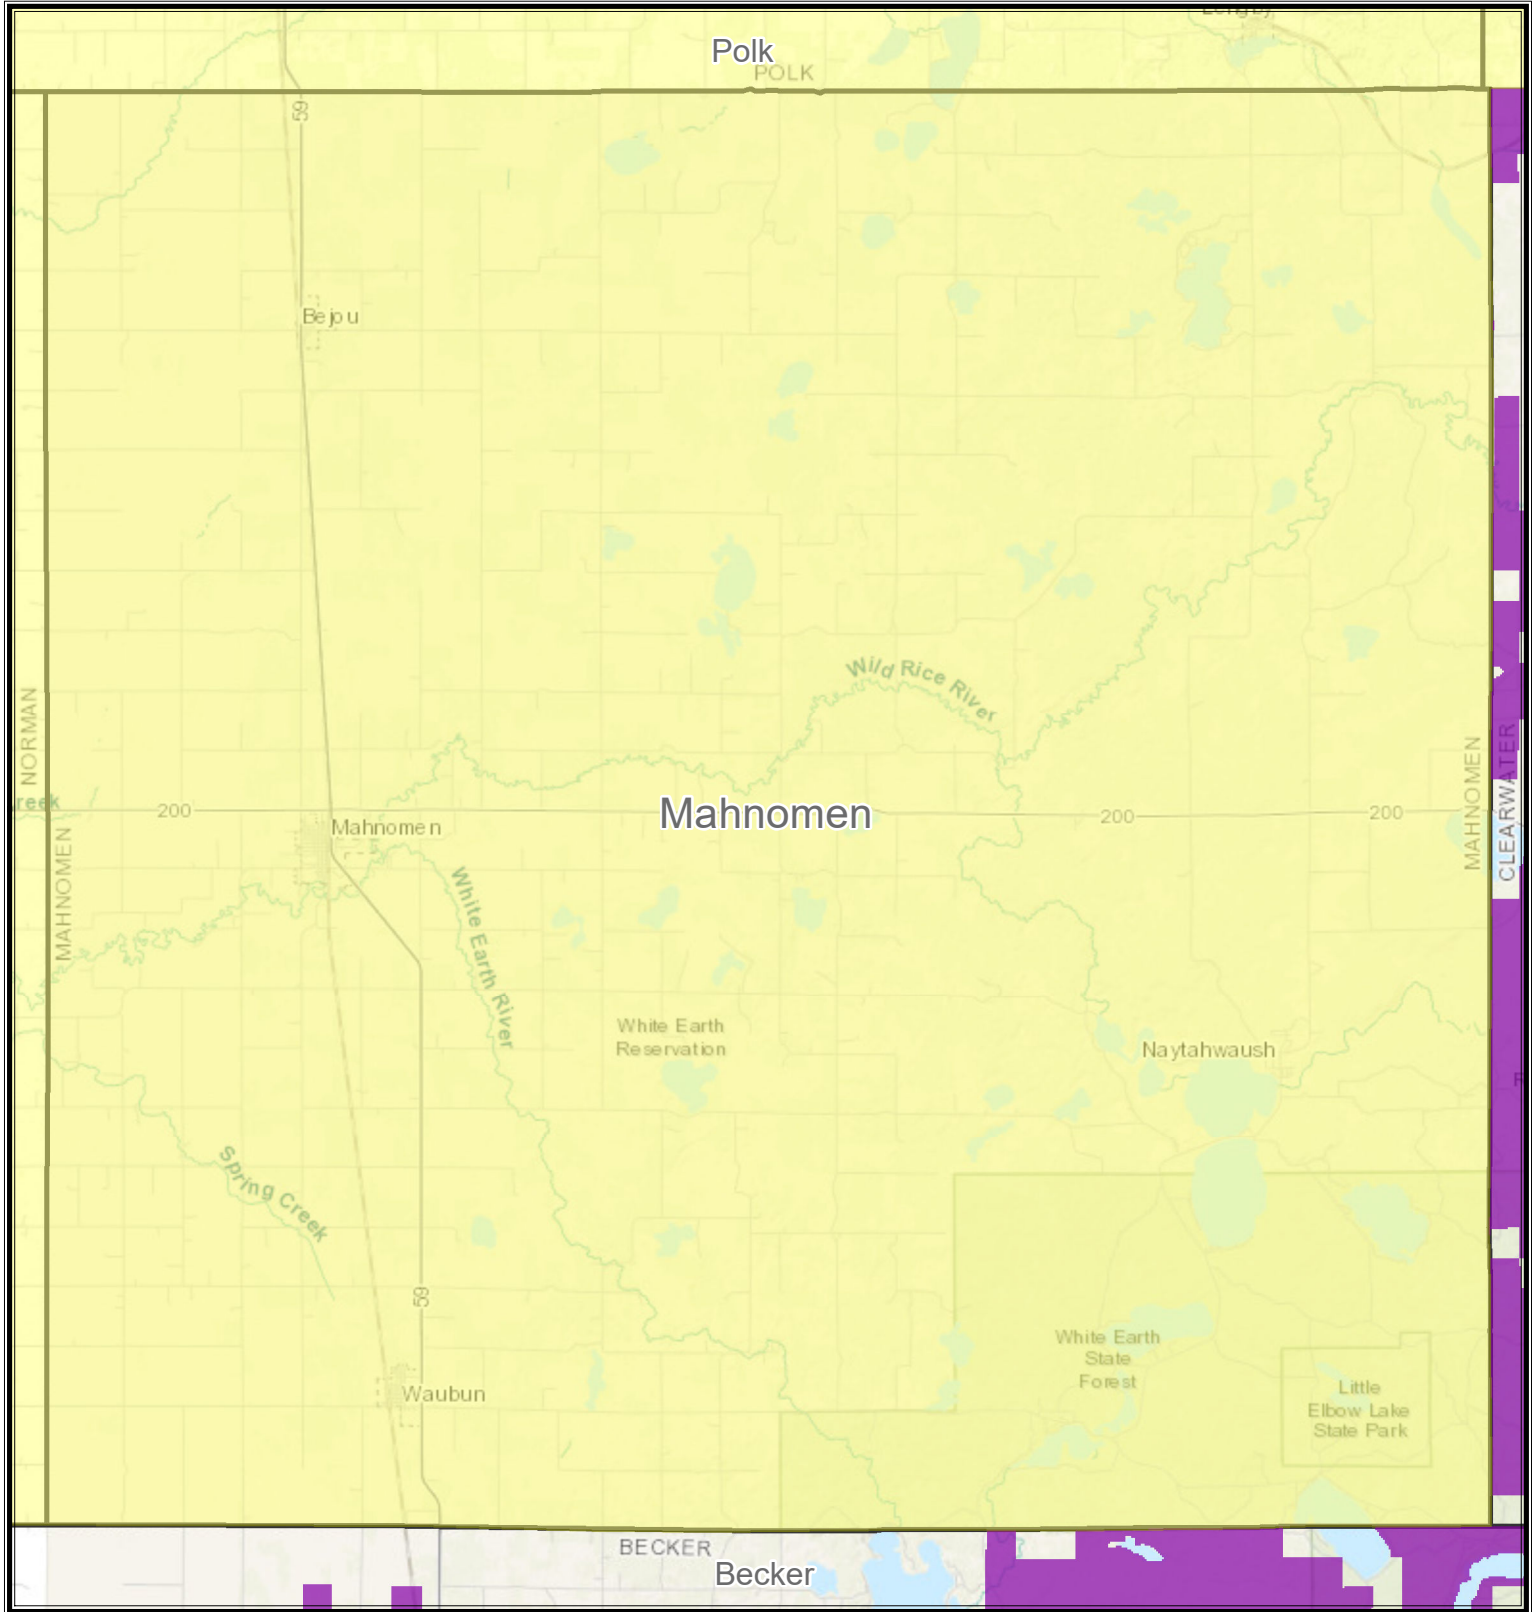 Polk
POLK
59
Bejou
Wild Rice River
NORMAN
MAHNOMEN
reek
200
Mahnomen
Mahnomen
200
200
MAHNOMEN
CLEARWATER
White Earth River
White Earth
Reservation
Naytahwaush
Spring Creek
59
White Earth
State
Forest
Little
Elbow Lake
State Park
Waubun
BECKER
Becker